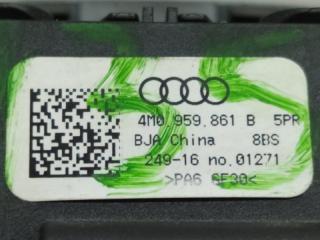 4M0 959.861 B 5PR
BJA China 8BS
249-16 no.01271
>PA6 GF30<